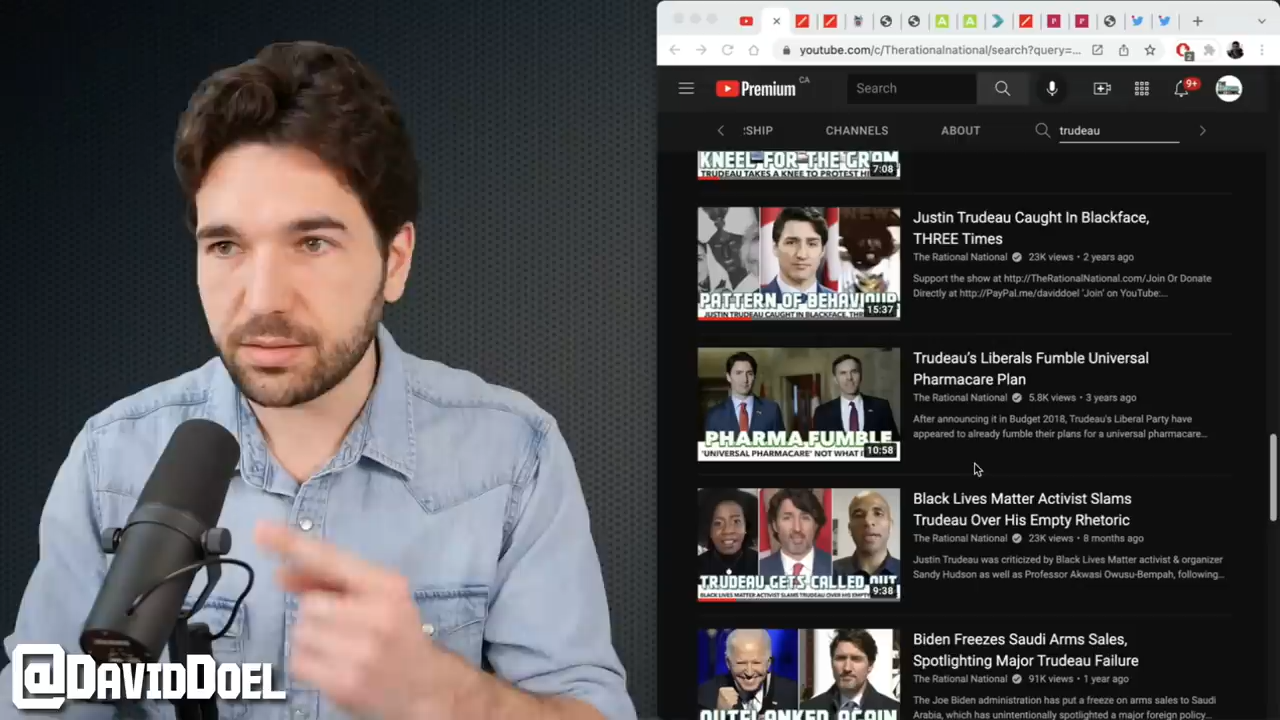 youtube.com/c/Therationalnational/search?query=...
Premium CA
Search
9+
:SHIP
CHANNELS
ABOUT
trudeau
KNEEL FOR THE GRAM
TRUDEAU TAKES A KNEE TO PROTEST
7:08
PATTERN OF BEHAVIOUR
JUSTIN TRUDEAU CAUGHT IN BLACKFACE,
15:37
Justin Trudeau Caught In Blackface,
THREE Times
The Rational National 23K views • 2 years ago
Support the show at http://TheRationalNational.com/Join Or Donate
Directly at http://PayPal.me/daviddoel 'Join' on YouTube:...
PHARMA FUMBLE
"UNIVERSAL PHARMACARE" NOT WHAT
10:58
Trudeau's Liberals Fumble Universal
Pharmacare Plan
The Rational National 5.8K views • 3 years ago
After announcing it in Budget 2018, Trudeau's Liberal Party have
appeared to already fumble their plans for a universal pharmacare...
TRUDEAU GETS CALLED OUT
BLACK LIVES MATTER ACTIVIST SLAMS TRUDEAU OVER HIS
9:38
Black Lives Matter Activist Slams
Trudeau Over His Empty Rhetoric
The Rational National 23K views • 8 months ago
Justin Trudeau was criticized by Black Lives Matter activist & organizer
Sandy Hudson as well as Professor Akwasi Owusu-Bempah, following...
OUTFLANKED AGAIN
Biden Freezes Saudi Arms Sales,
Spotlighting Major Trudeau Failure
The Rational National 91K views • 1 year ago
The Joe Biden administration has put a freeze on arms sales to Saudi
Arabia, which has unintentionally spotlighted a major foreign policy...
@DAVIDDOEL